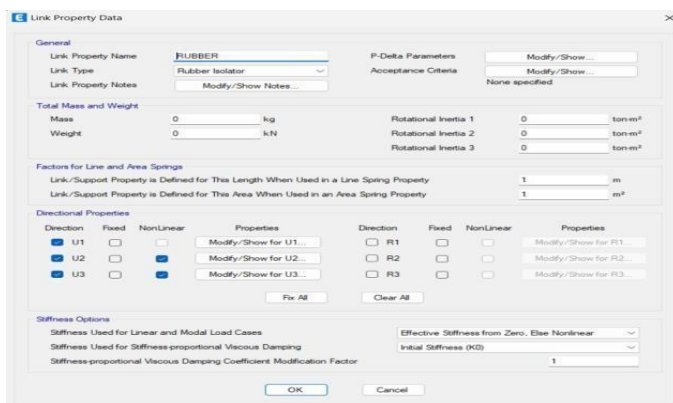 E Link Property Data
General
Link Property Name RUBBER P-Delta Parameters Modify/Show...
Link Type Rubber Isolator Acceptance Criteria Modify/Show...
Link Property Notes Modify/Show Notes... None specified
Total Mass and Weight
Mass 0 kg Rotational Inertia 1 0 ton-m²
Weight 0 kN Rotational Inertia 2 0 ton-m²
Rotational Inertia 3 0 ton-m²
Factors for Line and Area Springs
Link/Support Property is Defined for This Length When Used in a Line Spring Property 1 m
Link/Support Property is Defined for This Area When Used in an Area Spring Property 1 m²
Directional Properties
Direction Fixed NonLinear Properties Direction Fixed NonLinear Properties
U1 Modify/Show for U1... R1 Modify/Show for R1...
U2 Modify/Show for U2... R2 Modify/Show for R2...
U3 Modify/Show for U3... R3 Modify/Show for R3...
Fix All Clear All
Stiffness Options
Stiffness Used for Linear and Modal Load Cases Effective Stiffness from Zero, Else Nonlinear
Stiffness Used for Stiffness-proportional Viscous Damping Initial Stiffness (K0)
Stiffness-proportional Viscous Damping Coefficient Modification Factor 1
OK Cancel